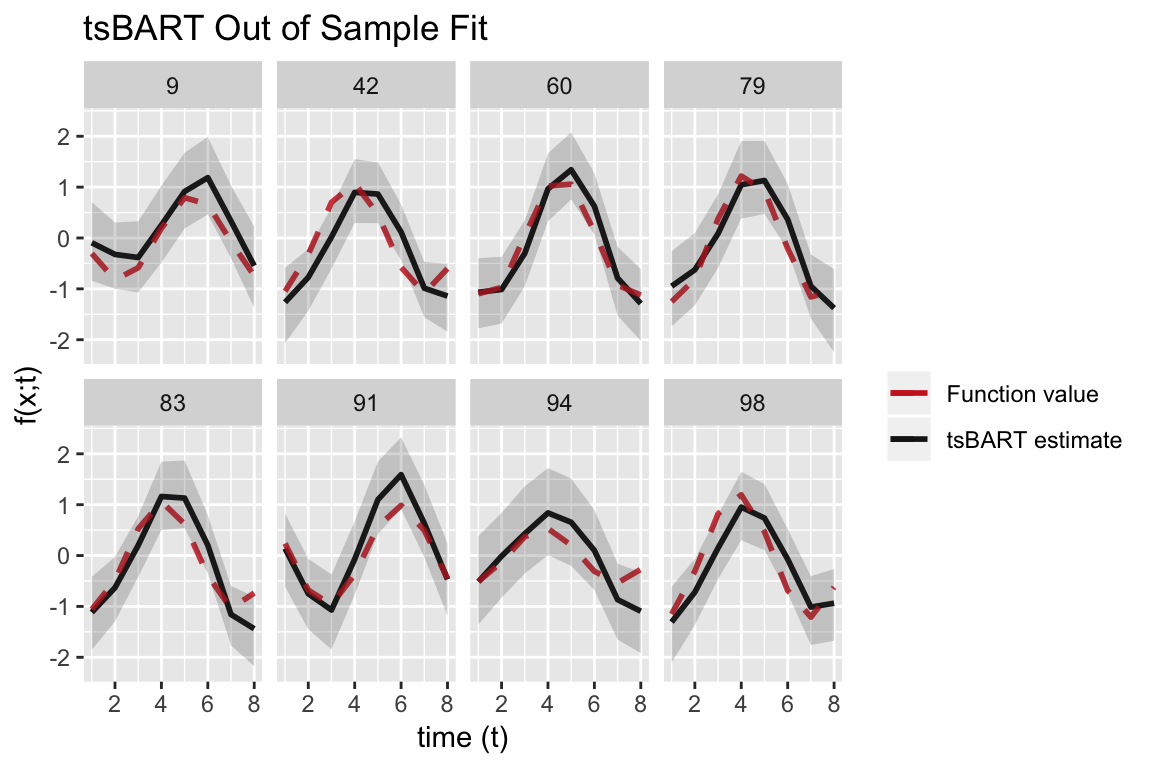 tsBART Out of Sample Fit
9 42 60 79
2
1
0
-1
-2
83 91 94 98
2
1
0
-1
-2
2 4 6 8 2 4 6 8 2 4 6 8 2 4 6 8
time (t)
f(x;t)
Function value
tsBART estimate